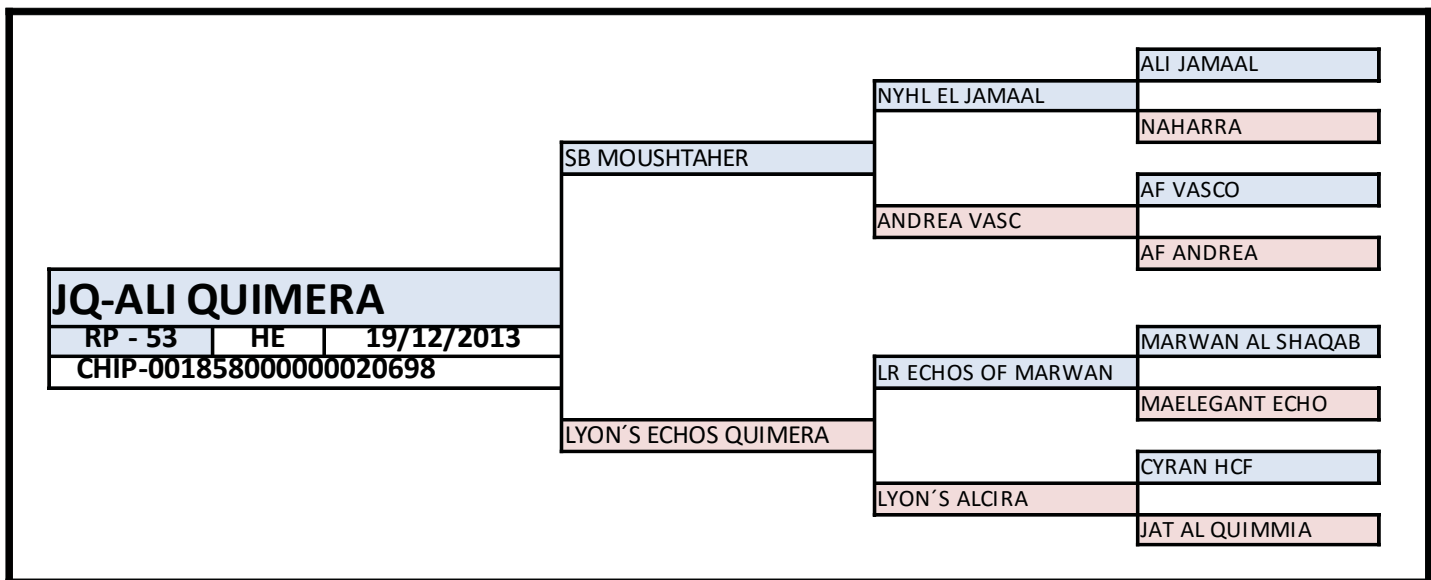 ALI JAMAAL
NYHL EL JAMAAL
NAHARRA
SB MOUSHTAHER
AF VASCO
ANDREA VASC
AF ANDREA
JQ-ALI QUIMERA
RP - 53 HE 19/12/2013
CHIP-001858000000020698
MARWAN AL SHAQAB
LR ECHOS OF MARWAN
MAELEGANT ECHO
LYON´S ECHOS QUIMERA
CYRAN HCF
LYON´S ALCIRA
JAT AL QUIMMIA